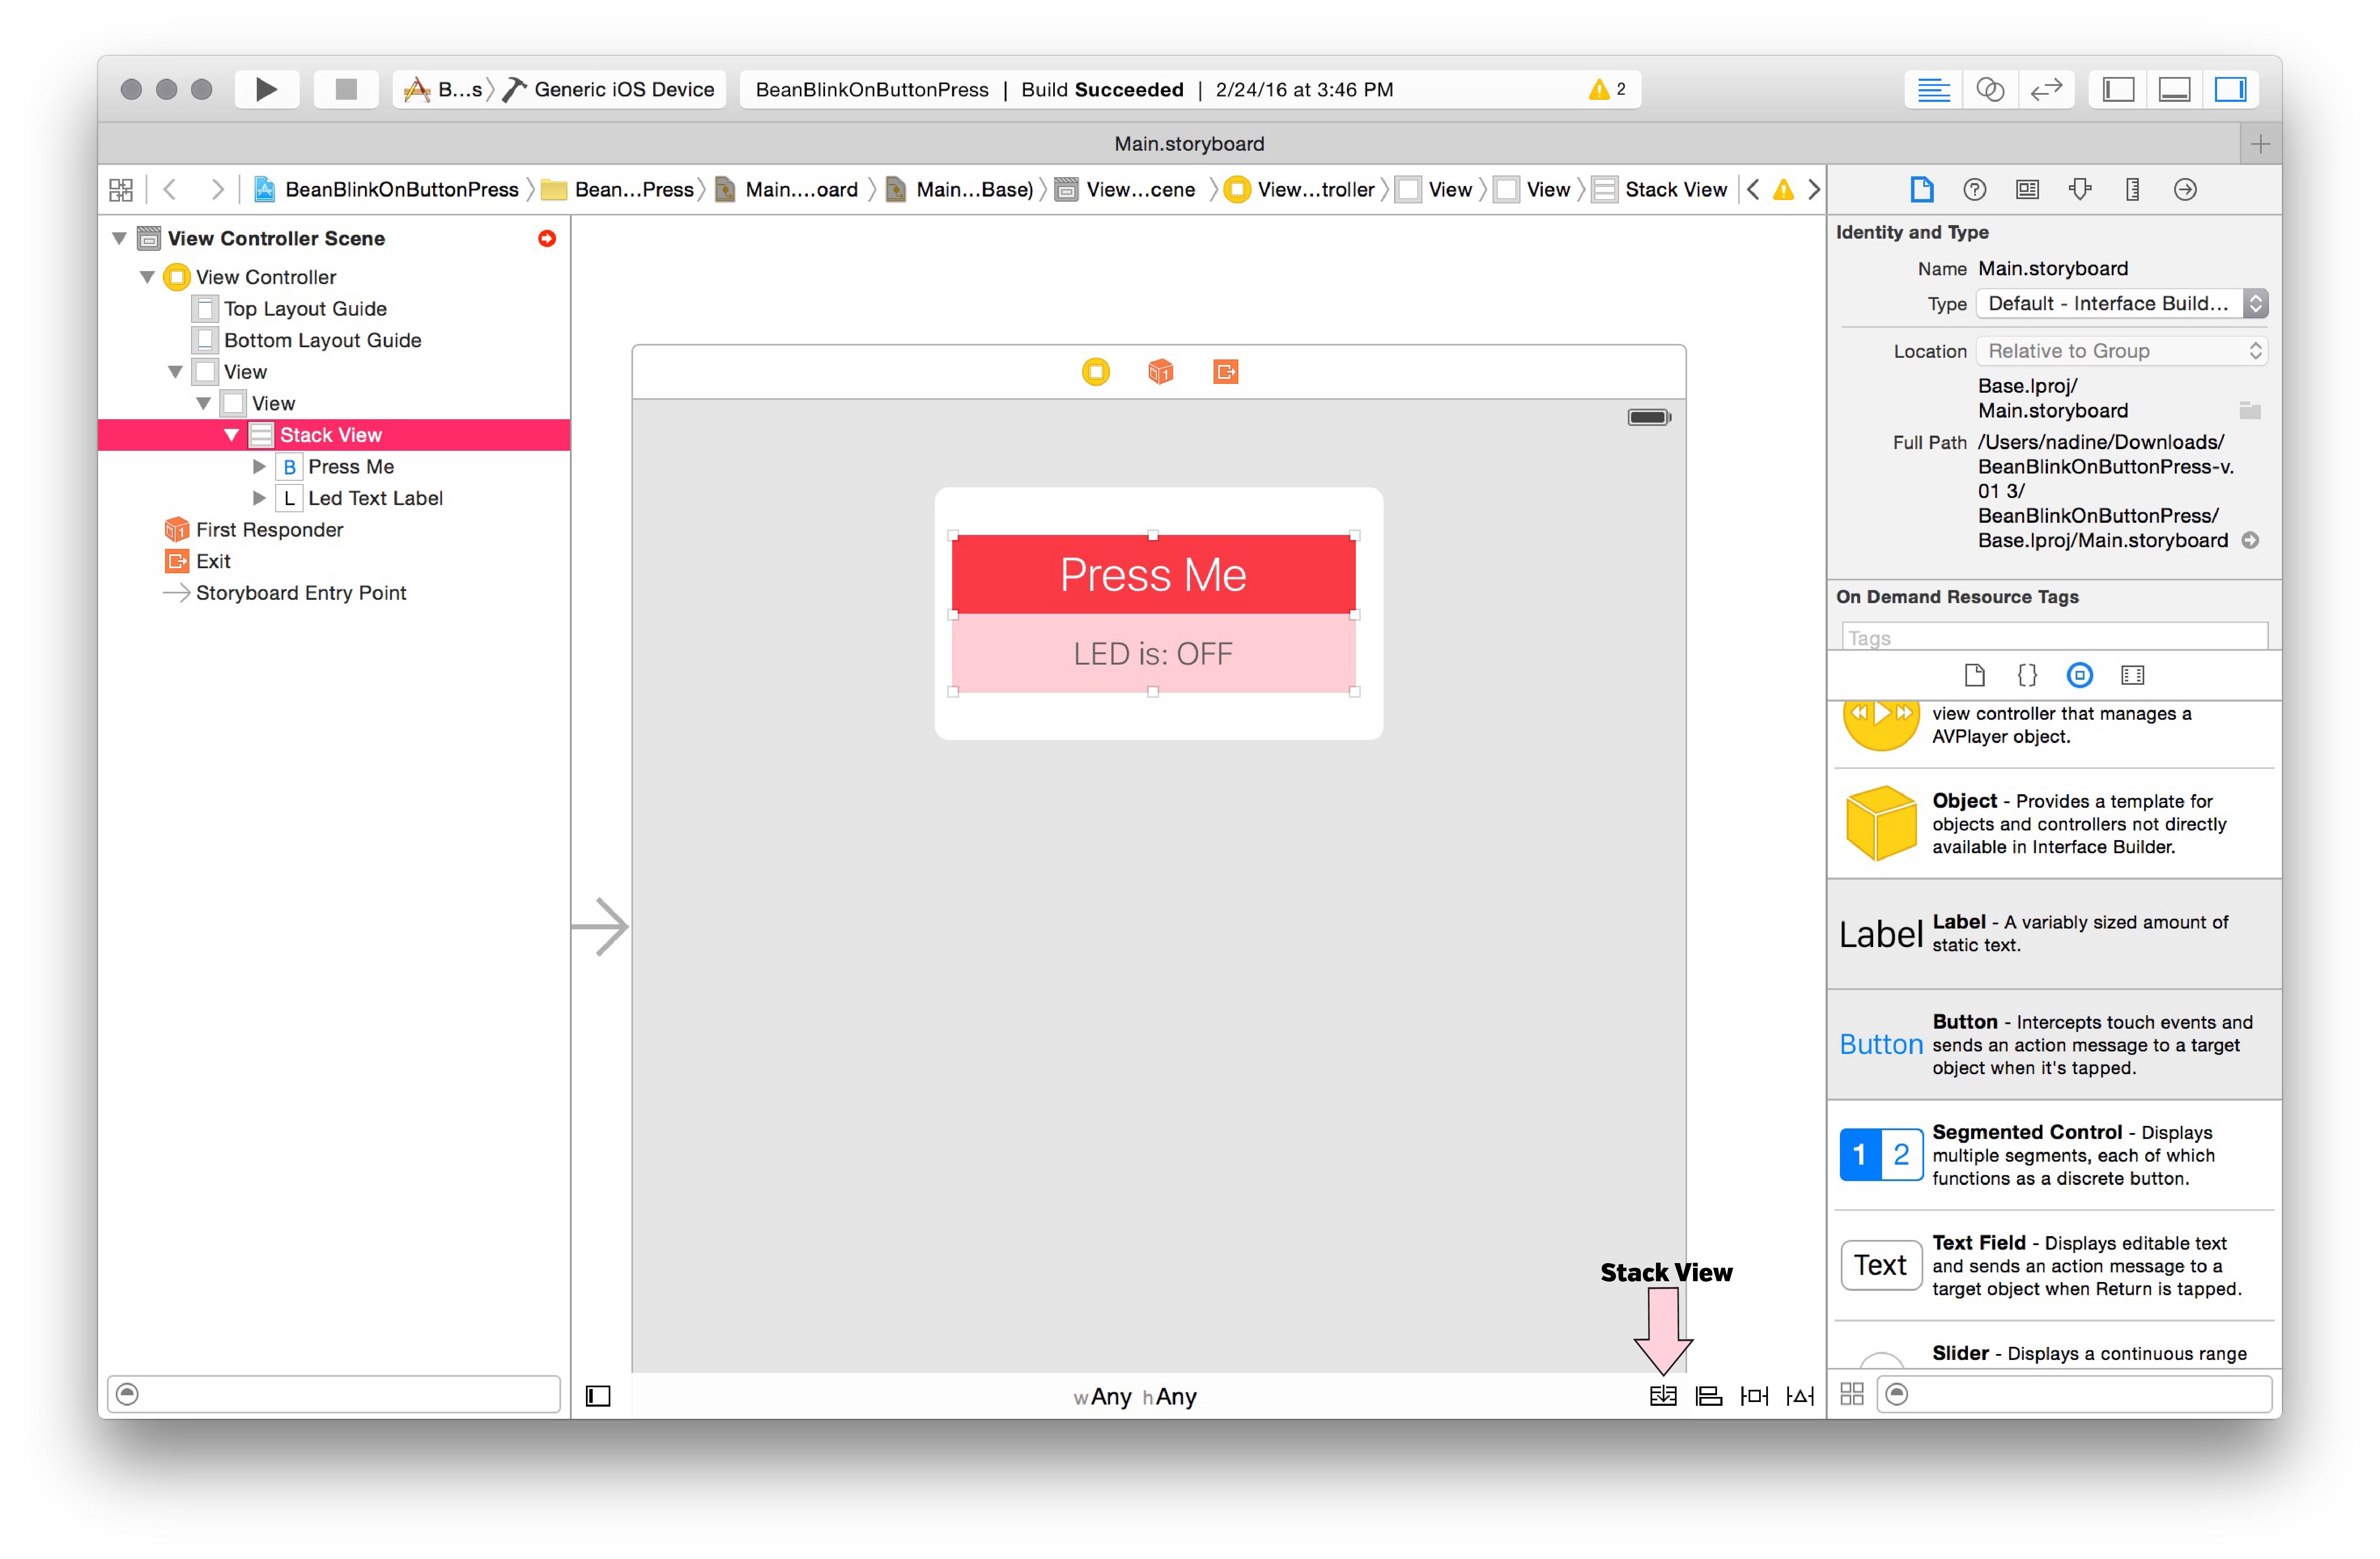 B...s Generic iOS Device
BeanBlinkOnButtonPress | Build Succeeded | 2/24/16 at 3:46 PM
2
Main.storyboard
BeanBlinkOnButtonPress Bean...Press Main....oard Main...Base) View...cene View...troller View View Stack View
View Controller Scene
View Controller
Top Layout Guide
Bottom Layout Guide
View
View
Stack View
B Press Me
L Led Text Label
First Responder
Exit
Storyboard Entry Point
Press Me
LED is: OFF
Stack View
wAny hAny
Identity and Type
Name Main.storyboard
Type Default - Interface Build...
Location Relative to Group
Base.lproj/
Main.storyboard
Full Path /Users/nadine/Downloads/
BeanBlinkOnButtonPress-v.
01 3/
BeanBlinkOnButtonPress/
Base.lproj/Main.storyboard
On Demand Resource Tags
Tags
{}
view controller that manages a
AVPlayer object.
Object - Provides a template for
objects and controllers not directly
available in Interface Builder.
Label
Label - A variably sized amount of
static text.
Button
Button - Intercepts touch events and
sends an action message to a target
object when it's tapped.
1 2
Segmented Control - Displays
multiple segments, each of which
functions as a discrete button.
Text
Text Field - Displays editable text
and sends an action message to a
target object when Return is tapped.
Slider - Displays a continuous range